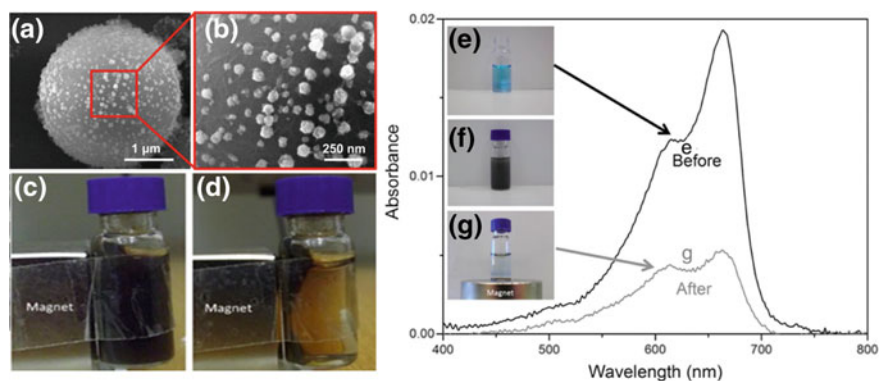 (a)
(b)
1 µm
250 nm
(c)
(d)
Magnet
Magnet
0.02
0.01
0.00
Absorbance
(e)
(f)
(g)
Magnet
e
Before
g
After
400
500
600
700
800
Wavelength (nm)